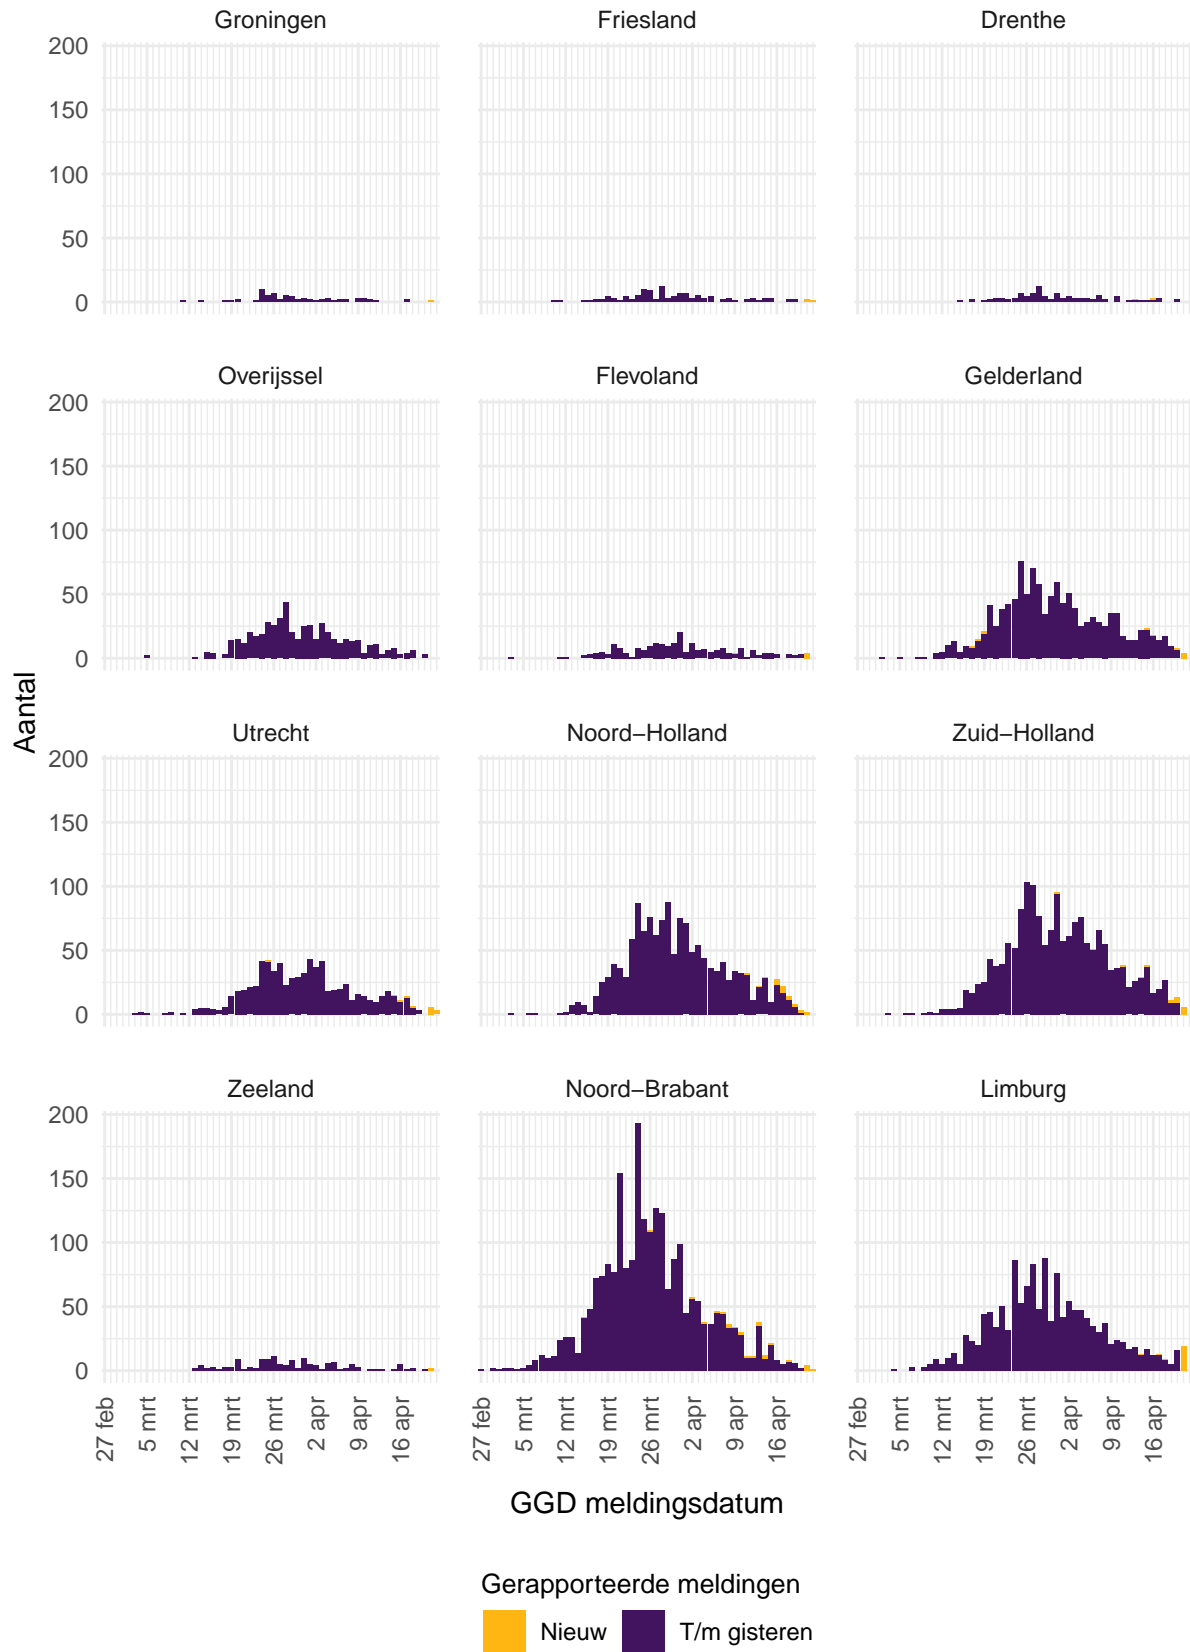 Groningen Friesland Drenthe
200
150
100
50
0
Overijssel Flevoland Gelderland
200
150
100
50
0
Aantal
Utrecht Noord−Holland Zuid−Holland
200
150
100
50
0
Zeeland Noord−Brabant Limburg
200
150
100
50
0
27 feb 5 mrt 12 mrt 19 mrt 26 mrt 2 apr 9 apr 16 apr 27 feb 5 mrt 12 mrt 19 mrt 26 mrt 2 apr 9 apr 16 apr 27 feb 5 mrt 12 mrt 19 mrt 26 mrt 2 apr 9 apr 16 apr
GGD meldingsdatum
Gerapporteerde meldingen
Nieuw T/m gisteren